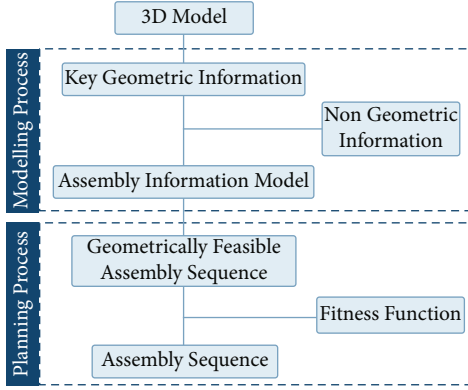 3D Model
Modelling Process
Key Geometric Information
Non Geometric
Information
Assembly Information Model
Planning Process
Geometrically Feasible
Assembly Sequence
Fitness Function
Assembly Sequence